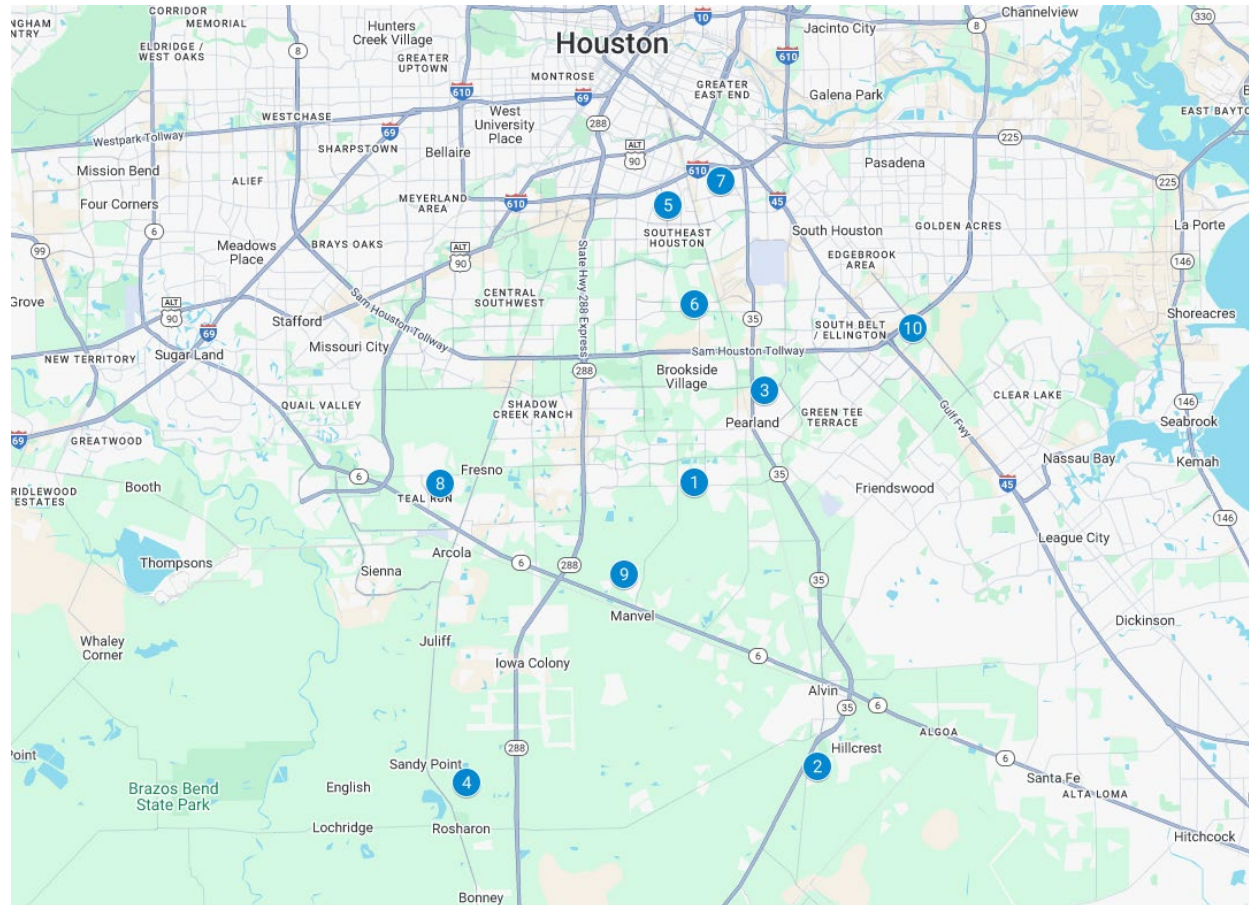 CORRIDOR
MEMORIAL
INGHAM
NTRY
Hunters
Creek Village
10
Channelview
330
Jacinto City
Houston
ELDRIDGE /
WEST OAKS
8
GREATER
UPTOWN
610
MONTROSE
610
8
GREATER
EAST END
Galena Park
69
WESTCHASE
West
University
Place
288
EAST BAYTO
Westpark Tollway
69
SHARPSTOWN
Bellaire
ALT
90
225
Pasadena
Mission Bend
ALIEF
610
7
225
Four Corners
MEYERLAND
AREA
610
5
45
GOLDEN ACRES
La Porte
6
Meadows
Place
BRAYS OAKS
SOUTHEAST
HOUSTON
South Houston
99
ALT
90
State Hwy 288 Express
EDGEBROOK
AREA
146
CENTRAL
SOUTHWEST
Grove
ALT
90
6
Shoreacres
Stafford
Sam Houston Tollway
35
SOUTH BELT
/ ELLINGTON
10
69
Missouri City
NEW TERRITORY
Sugar Land
Sam Houston Tollway
288
Brookside
Village
3
CLEAR LAKE
QUAIL VALLEY
SHADOW
CREEK RANCH
GREEN TEE
TERRACE
Gulf Fwy
146
Pearland
Seabrook
69
GREATWOOD
Nassau Bay
Kemah
Fresno
6
35
RIDLEWOOD
ESTATES
Booth
8
TEAL RUN
1
Friendswood
45
146
League City
Arcola
Thompsons
Sienna
6
288
9
35
Manvel
Dickinson
Whaley
Corner
Juliff
Iowa Colony
6
Alvin
35
6
ALGOA
288
Hillcrest
Point
Sandy Point
2
6
Brazos Bend
State Park
English
4
Santa Fe
ALTA LOMA
Lochridge
Rosharon
Hitchcock
Bonney